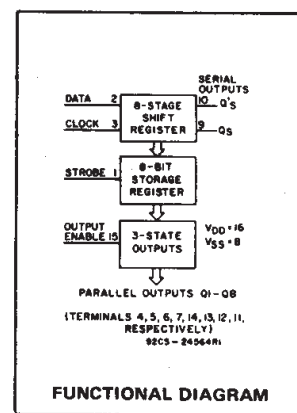 SERIAL
OUTPUTS
DATA 2
8-STAGE
SHIFT
REGISTER
10 Q'S
CLOCK 3
9 QS
STROBE 1
8-BIT
STORAGE
REGISTER
OUTPUT
ENABLE 15
3-STATE
OUTPUTS
VDD = 16
VSS = 8
PARALLEL OUTPUTS Q1-Q8
(TERMINALS 4, 5, 6, 7, 14, 13, 12, 11,
RESPECTIVELY)
92CS-24564R1
FUNCTIONAL DIAGRAM